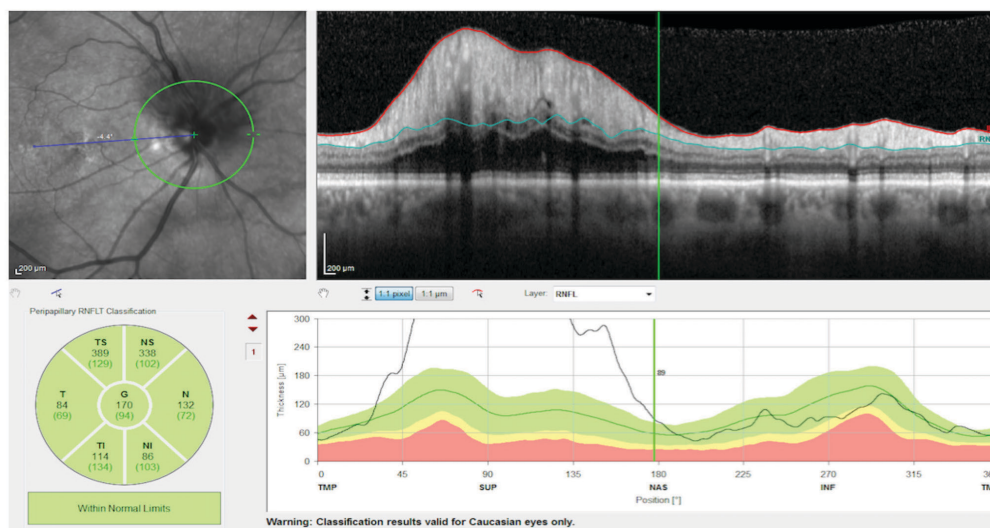 -4.4°
200 µm
200 µm
1:1 pixel
1:1 µm
Layer:
RNFL
Peripapillary RNFLT Classification
TS
389
(129)
NS
338
(102)
T
84
(69)
G
170
(94)
N
132
(72)
TI
114
(134)
NI
86
(103)
Within Normal Limits
1
Thickness [µm]
300
240
180
120
60
0
89
0
45
90
135
180
225
270
315
TMP
SUP
NAS
INF
Position [°]
Warning: Classification results valid for Caucasian eyes only.